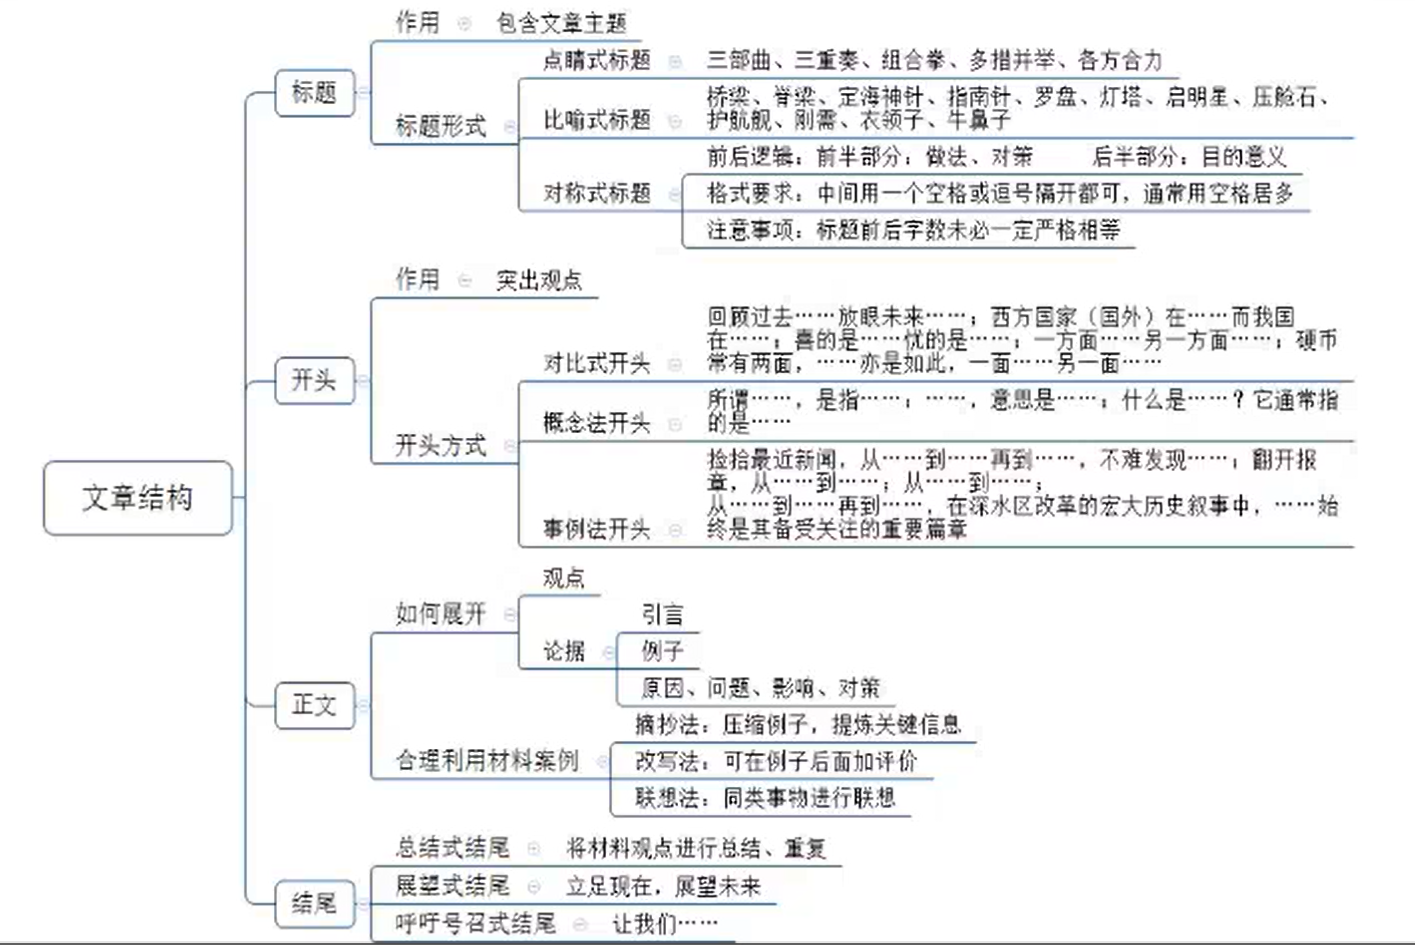 文章结构
标题
作用
包含文章主题
标题形式
点睛式标题
三部曲、三重奏、组合拳、多措并举、各方合力
比喻式标题
桥梁、脊梁、定海神针、指南针、罗盘、灯塔、启明星、压舱石、
护航舰、刚需、衣领子、牛鼻子
对称式标题
前后逻辑：前半部分：做法、对策 后半部分：目的意义
格式要求：中间用一个空格或逗号隔开都可，通常用空格居多
注意事项：标题前后字数未必一定严格相等
开头
作用
突出观点
开头方式
对比式开头
回顾过去……放眼未来……；西方国家（国外）在……而我国
在……；喜的是……忧的是……；一方面……另一方面……；硬币
常有两面，……亦是如此，一面……另一面……
概念法开头
所谓……，是指……；……，意思是……；什么是……？它通常指
的是……
事例法开头
捡拾最近新闻，从……到……再到……，不难发现……；翻开报
章，从……到……；从……到……；
从……到……再到……，在深水区改革的宏大历史叙事中，……始
终是其备受关注的重要篇章
正文
如何展开
观点
论据
引言
例子
原因、问题、影响、对策
合理利用材料案例
摘抄法：压缩例子，提炼关键信息
改写法：可在例子后面加评价
联想法：同类事物进行联想
结尾
总结式结尾
将材料观点进行总结、重复
展望式结尾
立足现在，展望未来
呼吁号召式结尾
让我们……